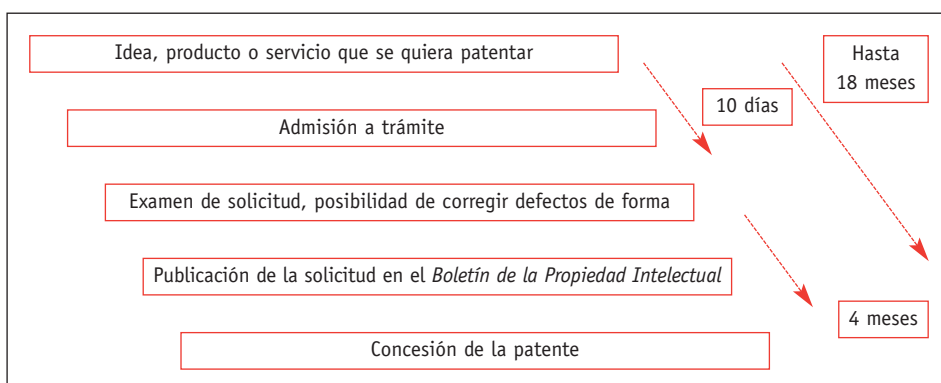 Idea, producto o servicio que se quiera patentar
Hasta
18 meses
10 días
Admisión a trámite
Examen de solicitud, posibilidad de corregir defectos de forma
Publicación de la solicitud en el Boletín de la Propiedad Intelectual
4 meses
Concesión de la patente